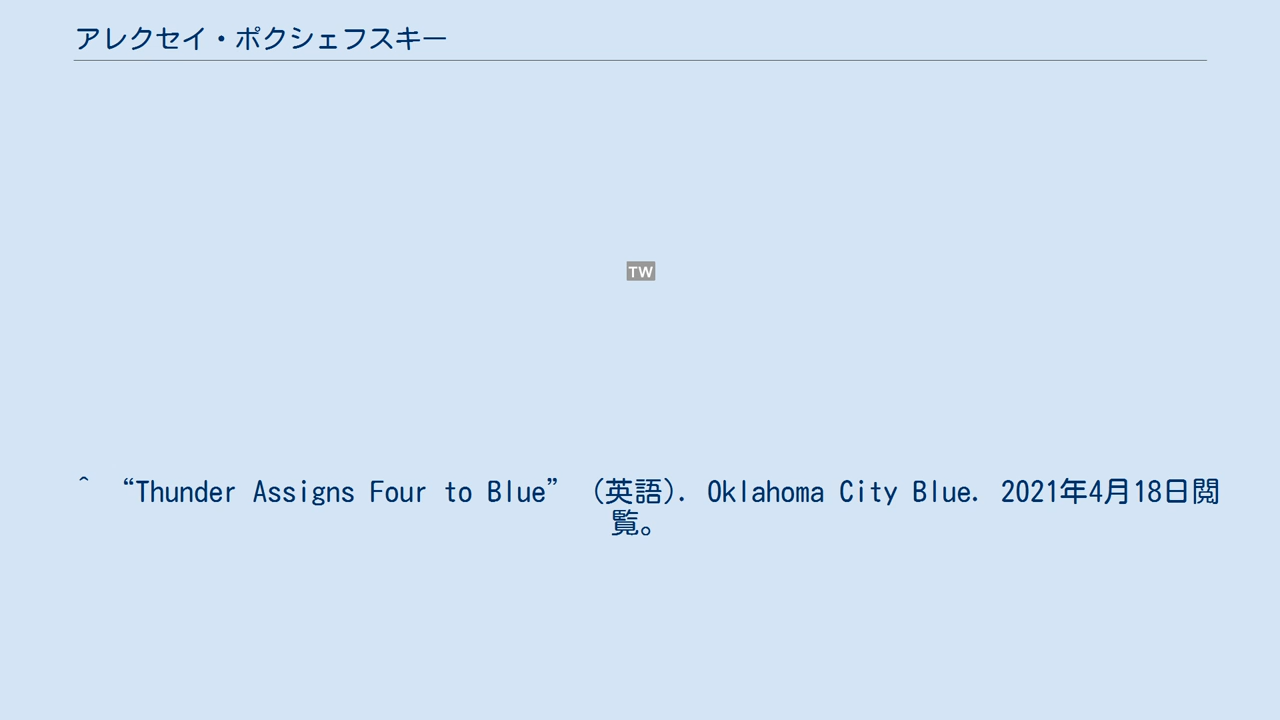 アレクセイ・ポクシェフスキー
TW
^ “Thunder Assigns Four to Blue” (英語). Oklahoma City Blue. 2021年4月18日閲
覧。